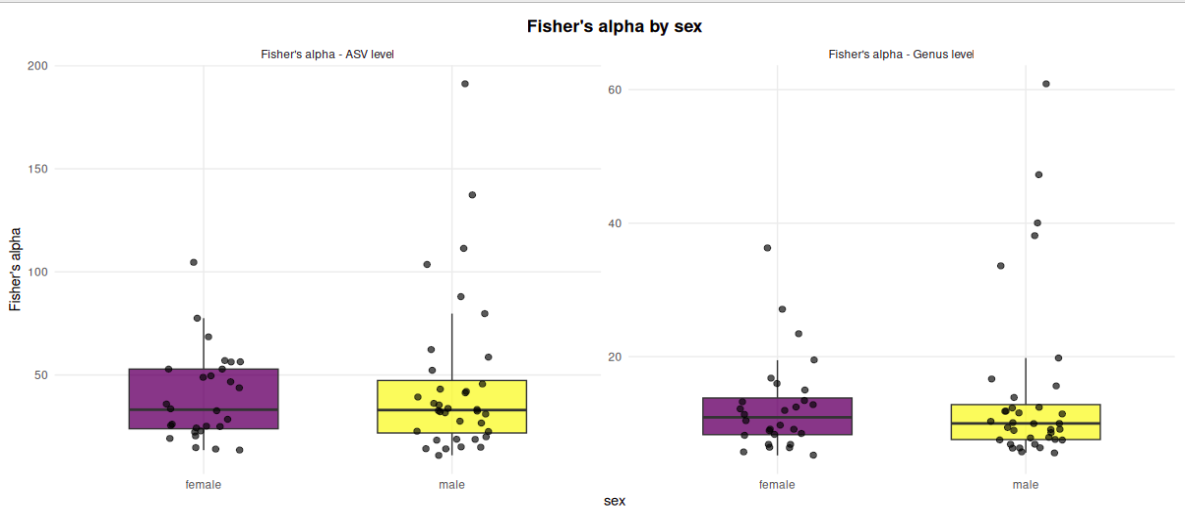 Fisher's alpha by sex
Fisher's alpha - ASV level
Fisher's alpha - Genus level
Fisher's alpha
200
150
100
50
60
40
20
female
male
female
male
sex